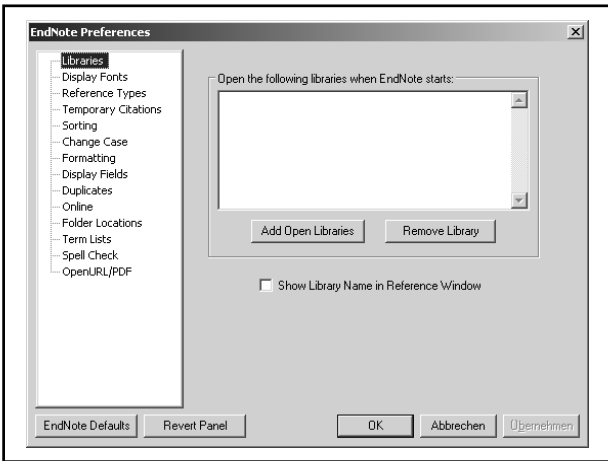 EndNote Preferences
Libraries
Display Fonts
Reference Types
Temporary Citations
Sorting
Change Case
Formatting
Display Fields
Duplicates
Online
Folder Locations
Term Lists
Spell Check
OpenURL/PDF
Open the following libraries when EndNote starts:
Add Open Libraries
Remove Library
Show Library Name in Reference Window
EndNote Defaults
Revert Panel
OK
Abbrechen
Übernehmen